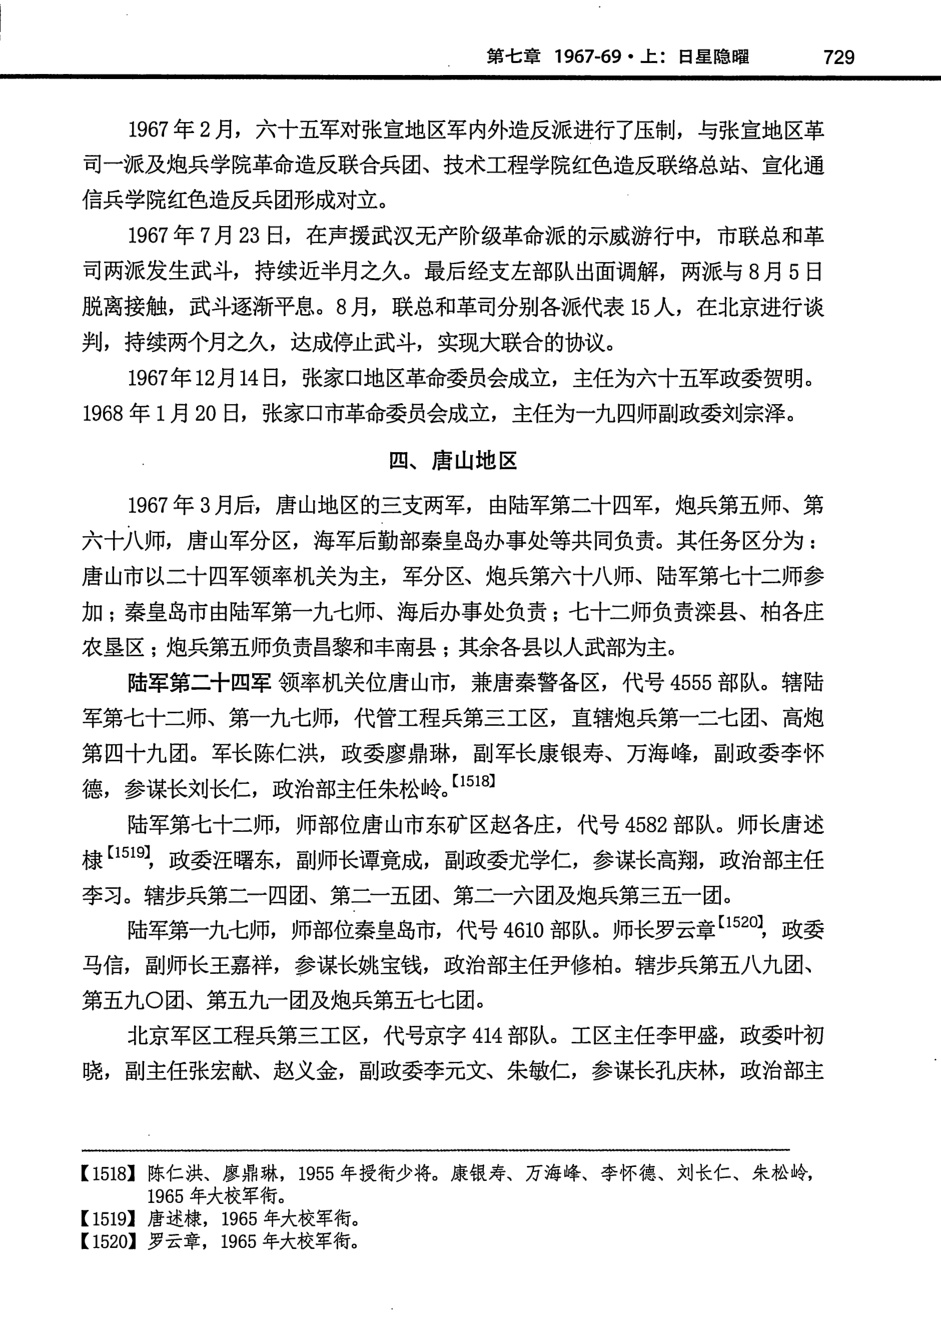 第七章 1967-69·上：日星隐曜 729
1967年2月，六十五军对张宣地区军内外造反派进行了压制，与张宣地区革
司一派及炮兵学院革命造反联合兵团、技术工程学院红色造反联络总站、宣化通
信兵学院红色造反兵团形成对立。
1967年7月23日，在声援武汉无产阶级革命派的示威游行中，市联总和革
司两派发生武斗，持续近半月之久。最后经支左部队出面调解，两派与8月5日
脱离接触，武斗逐渐平息。8月，联总和革司分别各派代表15人，在北京进行谈
判，持续两个月之久，达成停止武斗，实现大联合的协议。
1967年12月14日，张家口地区革命委员会成立，主任为六十五军政委贺明。
1968年1月20日，张家口市革命委员会成立，主任为一九四师副政委刘宗泽。
四、唐山地区
1967年3月后，唐山地区的三支两军，由陆军第二十四军，炮兵第五师、第
六十八师，唐山军分区，海军后勤部秦皇岛办事处等共同负责。其任务区分为：
唐山市以二十四军领率机关为主，军分区、炮兵第六十八师、陆军第七十二师参
加；秦皇岛市由陆军第一九七师、海后办事处负责；七十二师负责滦县、柏各庄
农垦区；炮兵第五师负责昌黎和丰南县；其余各县以人武部为主。
陆军第二十四军 领率机关位唐山市，兼唐秦警备区，代号4555部队。辖陆
军第七十二师、第一九七师，代管工程兵第三工区，直辖炮兵第一二七团、高炮
第四十九团。军长陈仁洪，政委廖鼎琳，副军长康银寿、万海峰，副政委李怀
德，参谋长刘长仁，政治部主任朱松岭。【1518】
陆军第七十二师，师部位唐山市东矿区赵各庄，代号4582部队。师长唐述
棣【1519】，政委汪曙东，副师长谭竟成，副政委尤学仁，参谋长高翔，政治部主任
李习。辖步兵第二一四团、第二一五团、第二一六团及炮兵第三五一团。
陆军第一九七师，师部位秦皇岛市，代号4610部队。师长罗云章【1520】，政委
马信，副师长王嘉祥，参谋长姚宝钱，政治部主任尹修柏。辖步兵第五八九团、
第五九〇团、第五九一团及炮兵第五七七团。
北京军区工程兵第三工区，代号京字414部队。工区主任李甲盛，政委叶初
晓，副主任张宏献、赵义金，副政委李元文、朱敏仁，参谋长孔庆林，政治部主
【1518】陈仁洪、廖鼎琳，1955年授衔少将。康银寿、万海峰、李怀德、刘长仁、朱松岭，
1965年大校军衔。
【1519】唐述棣，1965年大校军衔。
【1520】罗云章，1965年大校军衔。